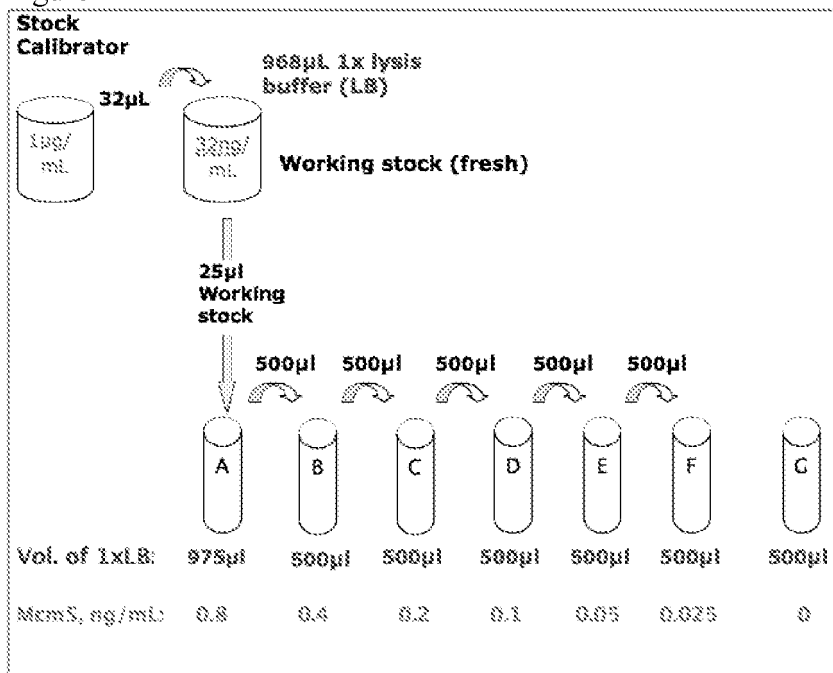 Stock
Calibrator
968µL 1x lysis
buffer (LB)
32µL
1µg/
mL
32ng/
mL
Working stock (fresh)
25µl
Working
stock
500µl 500µl 500µl 500µl 500µl
A B C D E F G
Vol. of 1xLB: 975µl 500µl 500µl 500µl 500µl 500µl 500µl
Mcm5, ng/mL: 0.8 0.4 0.2 0.1 0.05 0.025 0